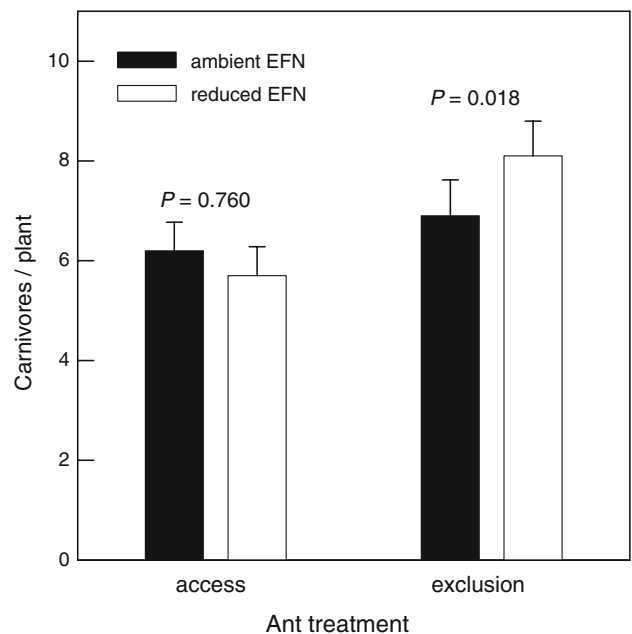 10
8
6
4
2
0
Carnivores / plant
ambient EFN
reduced EFN
P = 0.760
P = 0.018
access
exclusion
Ant treatment